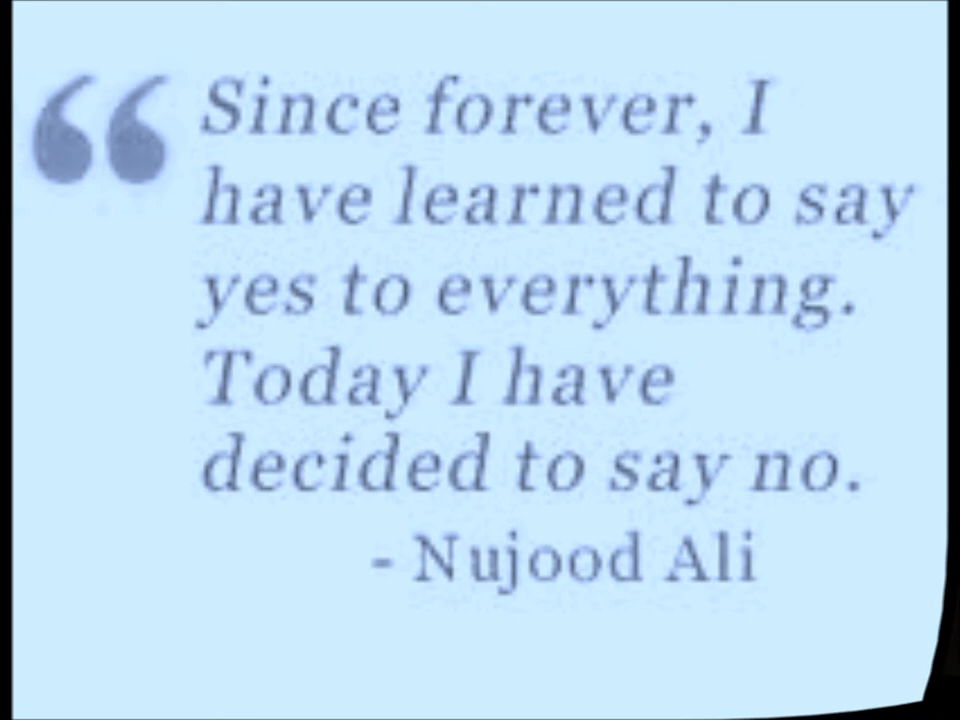 “ Since forever, I
have learned to say
yes to everything.
Today I have
decided to say no.
- Nujood Ali